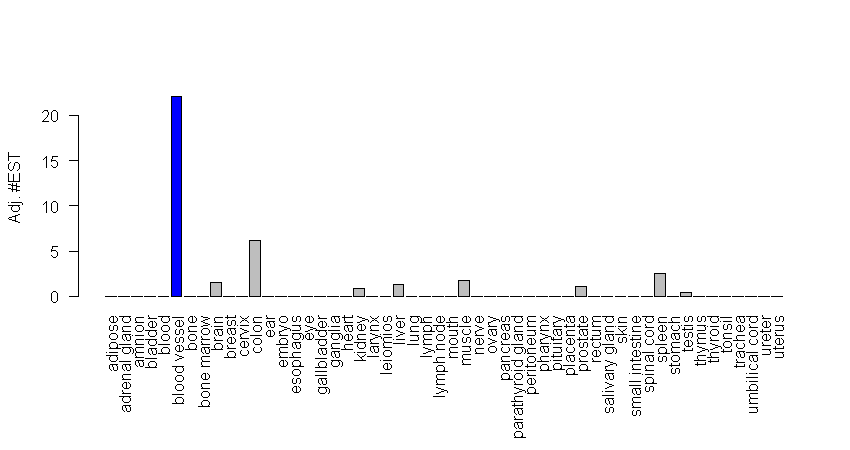 Adj. #EST
20
15
10
5
0
adipose
adrenal gland
amnion
bladder
blood
blood vessel
bone
bone marrow
brain
breast
cervix
colon
ear
embryo
esophagus
eye
gallbladder
ganglia
heart
kidney
larynx
leiomios
liver
lung
lymph
lymph node
mouth
muscle
nerve
ovary
pancreas
parathyroid gland
peritoneum
pharynx
pituitary
placenta
prostate
rectum
salivary gland
skin
small intestine
spinal cord
spleen
stomach
testis
thymus
thyroid
tonsil
trachea
umbilical cord
ureter
uterus